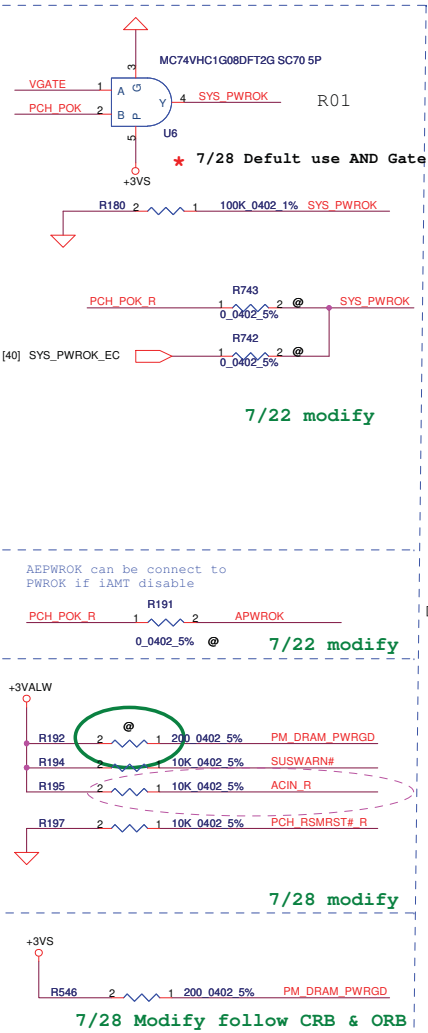 MC74VHC1G08DFT2G SC70 5P
3
VGATE 1 A G
Y 4 SYS_PWROK R01
PCH_POK 2 B P
U6
5
* 7/28 Defult use AND Gate
+3VS
R180 2 1 100K_0402_1% SYS_PWROK
R743
PCH_POK_R 1 2 @ SYS_PWROK
0_0402_5%
R742
[40] SYS_PWROK_EC 1 2 @
0_0402_5%
7/22 modify
AEPWROK can be connect to
PWROK if iAMT disable
R191
PCH_POK_R 1 2 APWROK
0_0402_5% @ 7/22 modify
+3VALW
@
R192 2 1 200_0402_5% PM_DRAM_PWRGD
R194 2 1 10K_0402_5% SUSWARN#
R195 2 1 10K_0402_5% ACIN_R
R197 2 1 10K_0402_5% PCH_RSMRST#_R
7/28 modify
+3VS
R546 2 1 200_0402_5% PM_DRAM_PWRGD
7/28 Modify follow CRB & ORB